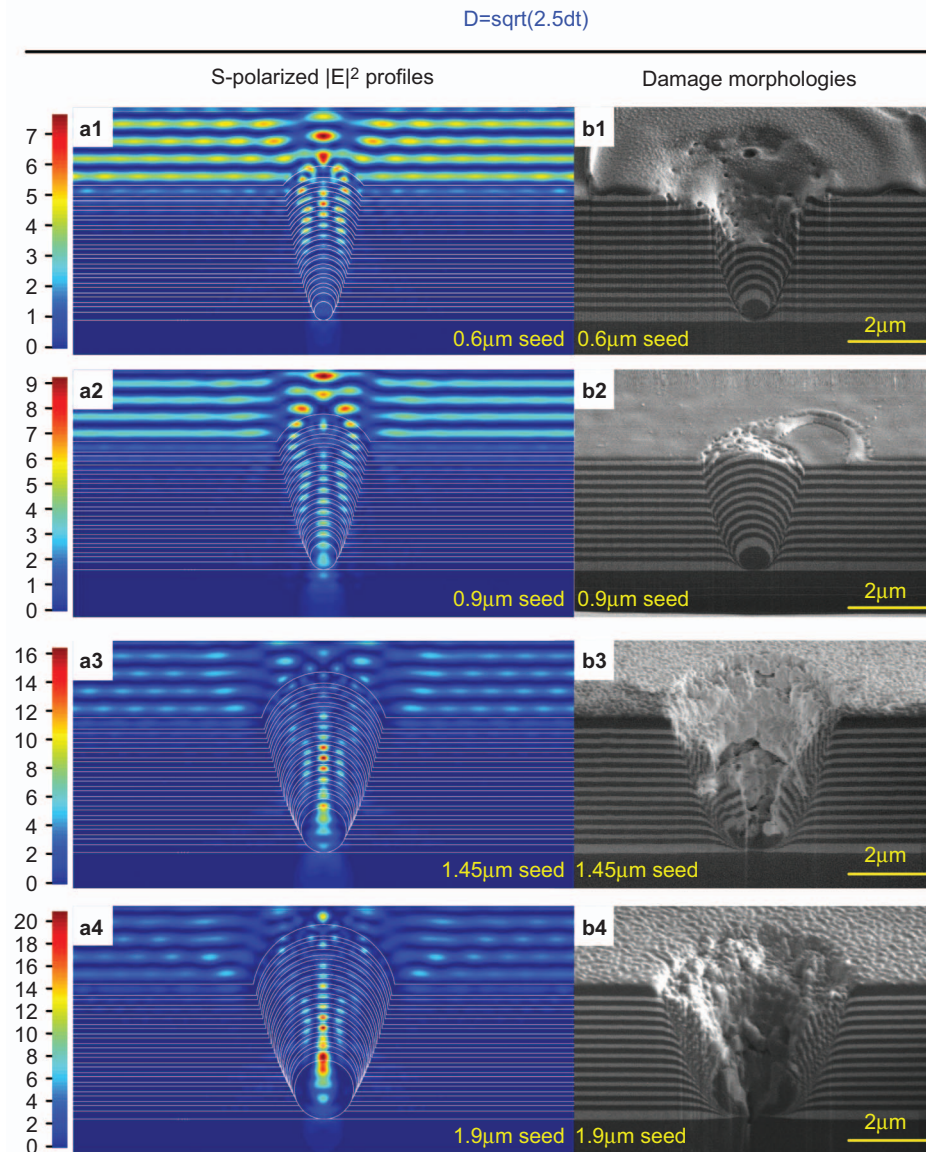 D=sqrt(2.5dt)
S-polarized |E|² profiles
Damage morphologies
a1
7
6
5
4
3
2
1
0
0.6μm seed
b1
0.6μm seed
2μm
a2
9
8
7
6
5
4
3
2
1
0
0.9μm seed
b2
0.9μm seed
2μm
a3
16
14
12
10
8
6
4
2
0
1.45μm seed
b3
1.45μm seed
2μm
a4
20
18
16
14
12
10
8
6
4
2
0
1.9μm seed
b4
1.9μm seed
2μm